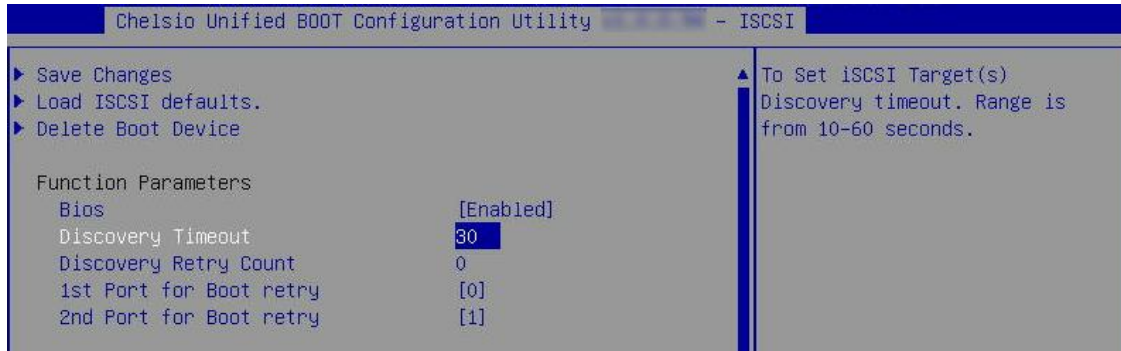 Chelsio Unified BOOT Configuration Utility - ISCSI
Save Changes
Load ISCSI defaults.
Delete Boot Device
Function Parameters
Bios [Enabled]
Discovery Timeout 30
Discovery Retry Count 0
1st Port for Boot retry [0]
2nd Port for Boot retry [1]
To Set iSCSI Target(s)
Discovery timeout. Range is
from 10-60 seconds.